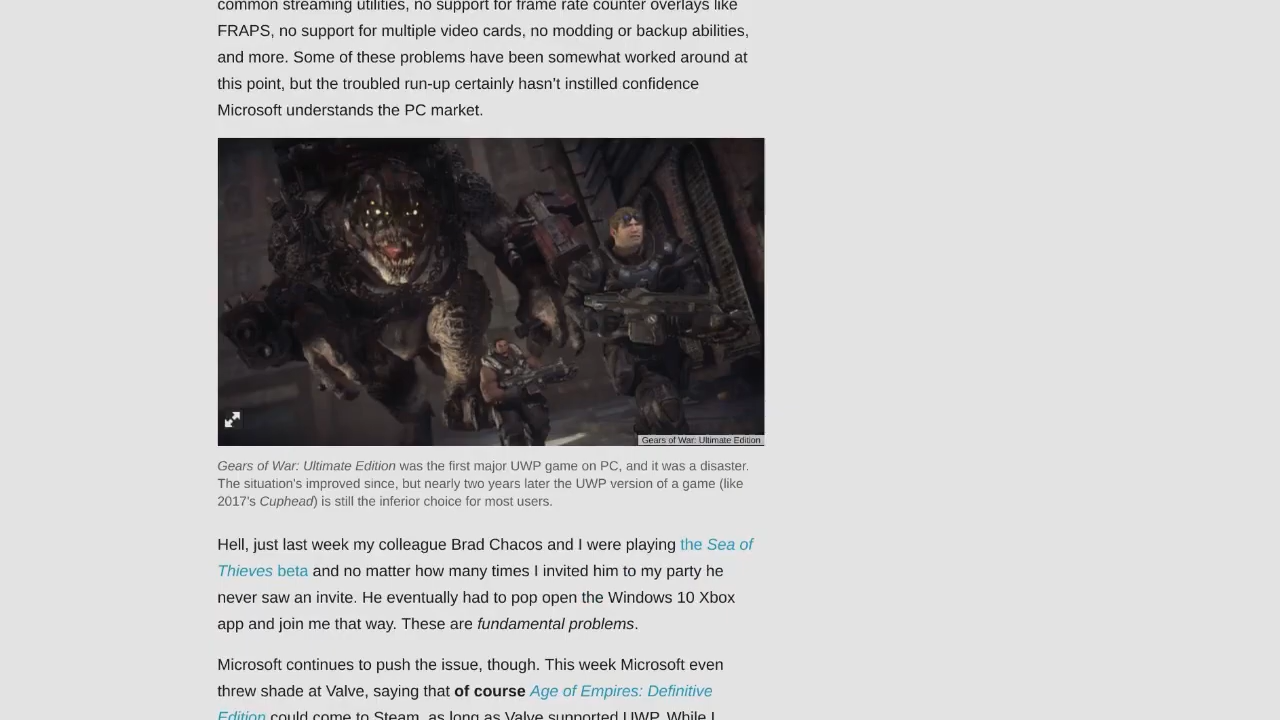 common streaming utilities, no support for frame rate counter overlays like
FRAPS, no support for multiple video cards, no modding or backup abilities,
and more. Some of these problems have been somewhat worked around at
this point, but the troubled run-up certainly hasn't instilled confidence
Microsoft understands the PC market.
Gears of War: Ultimate Edition
Gears of War: Ultimate Edition was the first major UWP game on PC, and it was a disaster.
The situation's improved since, but nearly two years later the UWP version of a game (like
2017's Cuphead) is still the inferior choice for most users.
Hell, just last week my colleague Brad Chacos and I were playing the Sea of
Thieves beta and no matter how many times I invited him to my party he
never saw an invite. He eventually had to pop open the Windows 10 Xbox
app and join me that way. These are fundamental problems.
Microsoft continues to push the issue, though. This week Microsoft even
threw shade at Valve, saying that of course Age of Empires: Definitive
Edition could come to Steam, as long as Valve supported UWP. While I